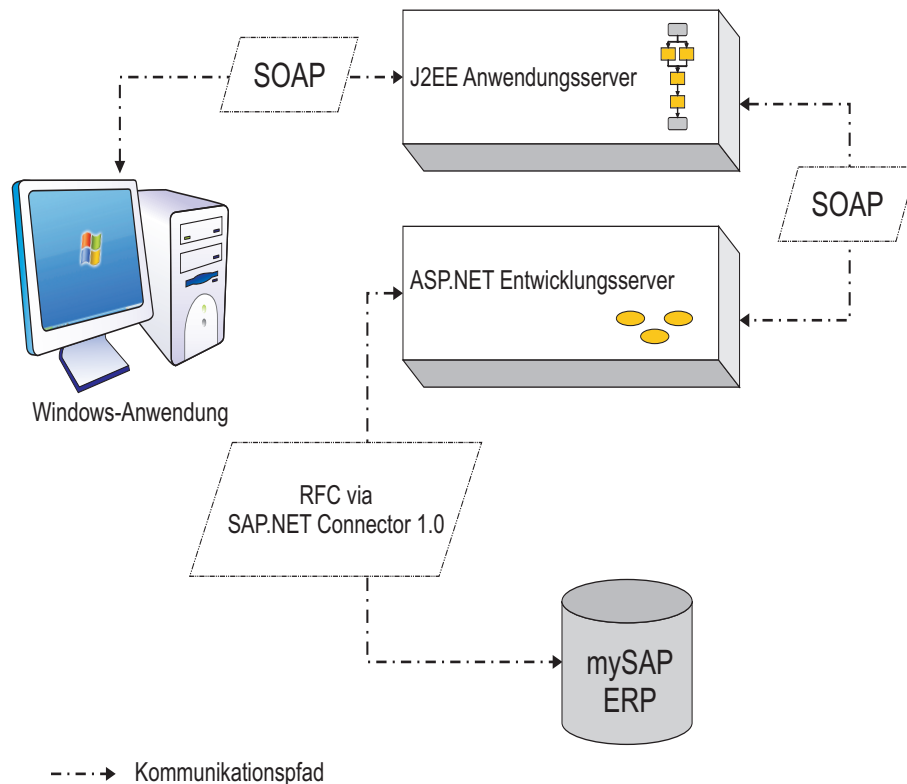 SOAP
J2EE Anwendungsserver
SOAP
ASP.NET Entwicklungsserver
Windows-Anwendung
RFC via
SAP.NET Connector 1.0
mySAP
ERP
Kommunikationspfad